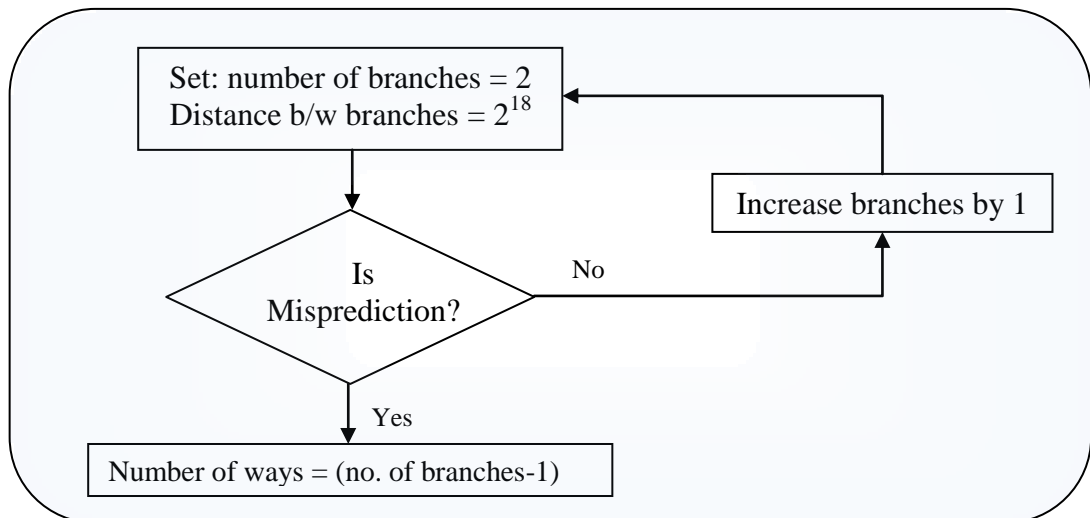 Set: number of branches = 2
Distance b/w branches = 2^18
Increase branches by 1
Is
Misprediction?
No
Yes
Number of ways = (no. of branches-1)